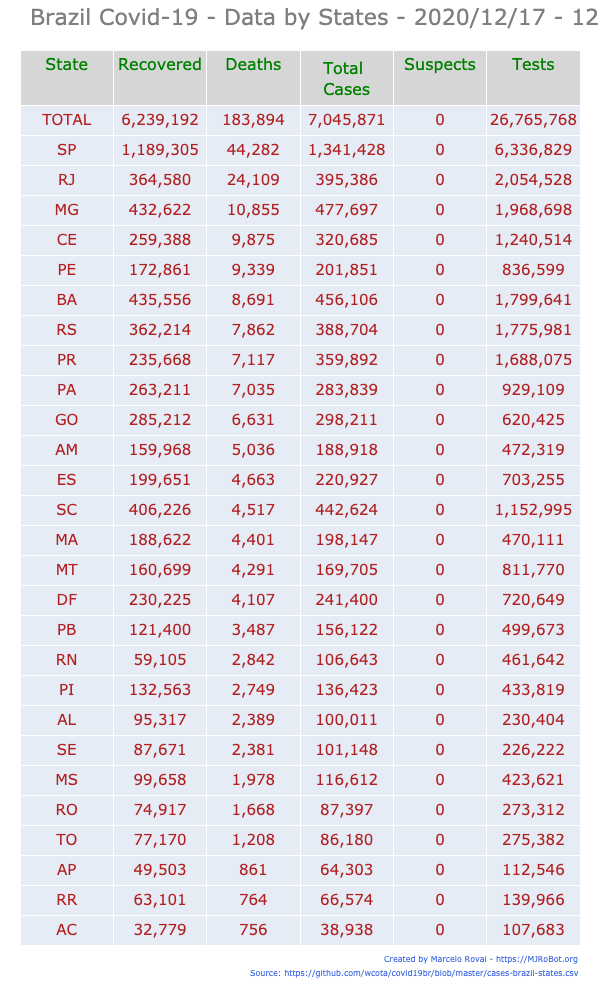 Brazil Covid-19 - Data by States - 2020/12/17 - 12
State Recovered Deaths Total Cases Suspects Tests
TOTAL 6,239,192 183,894 7,045,871 0 26,765,768
SP 1,189,305 44,282 1,341,428 0 6,336,829
RJ 364,580 24,109 395,386 0 2,054,528
MG 432,622 10,855 477,697 0 1,968,698
CE 259,388 9,875 320,685 0 1,240,514
PE 172,861 9,339 201,851 0 836,599
BA 435,556 8,691 456,106 0 1,799,641
RS 362,214 7,862 388,704 0 1,775,981
PR 235,668 7,117 359,892 0 1,688,075
PA 263,211 7,035 283,839 0 929,109
GO 285,212 6,631 298,211 0 620,425
AM 159,968 5,036 188,918 0 472,319
ES 199,651 4,663 220,927 0 703,255
SC 406,226 4,517 442,624 0 1,152,995
MA 188,622 4,401 198,147 0 470,111
MT 160,699 4,291 169,705 0 811,770
DF 230,225 4,107 241,400 0 720,649
PB 121,400 3,487 156,122 0 499,673
RN 59,105 2,842 106,643 0 461,642
PI 132,563 2,749 136,423 0 433,819
AL 95,317 2,389 100,011 0 230,404
SE 87,671 2,381 101,148 0 226,222
MS 99,658 1,978 116,612 0 423,621
RO 74,917 1,668 87,397 0 273,312
TO 77,170 1,208 86,180 0 275,382
AP 49,503 861 64,303 0 112,546
RR 63,101 764 66,574 0 139,966
AC 32,779 756 38,938 0 107,683
Created by Marcelo Rovai - https://MJRoBot.org
Source: https://github.com/wcota/covid19br/blob/master/cases-brazil-states.csv